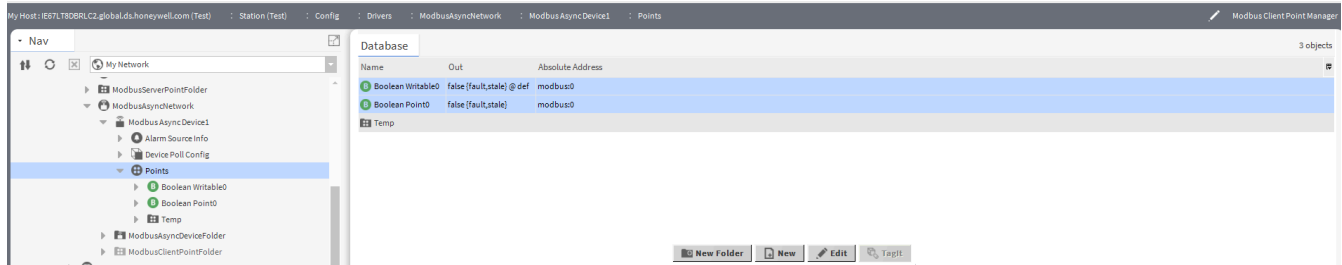 My Host : IE67LT8DBRLC2.global.ds.honeywell.com (Test) : Station (Test) : Config : Drivers : ModbusAsyncNetwork : Modbus Async Device1 : Points Modbus Client Point Manager
Nav
My Network
ModbusServerPointFolder
ModbusAsyncNetwork
Modbus Async Device1
Alarm Source Info
Device Poll Config
Points
B Boolean Writable0
B Boolean Point0
Temp
ModbusAsyncDeviceFolder
ModbusClientPointFolder
Database 3 objects
Name Out Absolute Address
B Boolean Writable0 false {fault,stale} @ def modbus:0
B Boolean Point0 false {fault,stale} modbus:0
Temp
New Folder New Edit TagIt